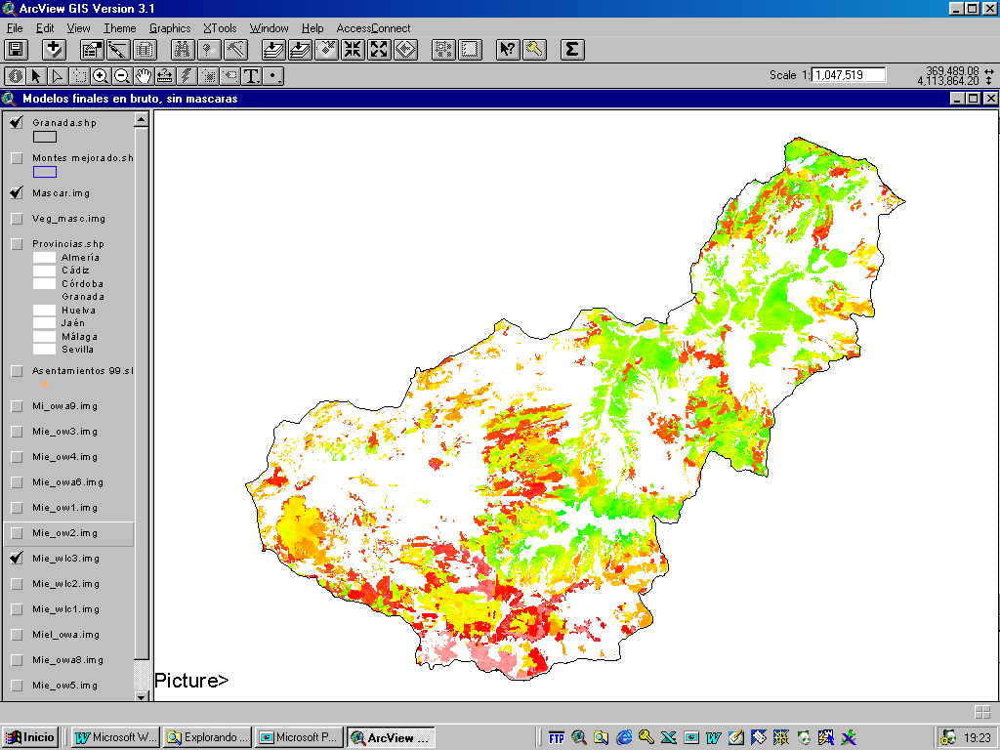 ArcView GIS Version 3.1
File Edit View Theme Graphics XTools Window Help AccessConnect
Scale 1: 1,047,519 369,489.08
4,113,864.20
Modelos finales en bruto, sin mascaras
Granada.shp
Montes mejorado.sh
Mascar.img
Veg_masc.img
Provincias.shp
Almería
Cádiz
Córdoba
Granada
Huelva
Jaén
Málaga
Sevilla
Asentamientos 99.sl
Mi_owa9.img
Mie_ow3.img
Mie_ow4.img
Mie_owa6.img
Mie_ow1.img
Mie_ow2.img
Mie_wlc3.img
Mie_wlc2.img
Mie_wlc1.img
Miel_owa.img
Mie_owa8.img
Mie_ow5.img
Picture>
Inicio Microsoft W... Explorando ... Microsoft P... ArcView ... FTP 19:23